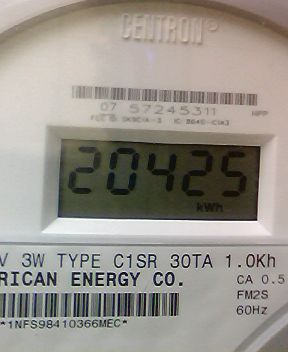 CENTRON®
07 57245311
20425
kWh
V 3W TYPE C1SR 30TA 1.0Kh
RICAN ENERGY CO.
CA 0.5
FM2S
60Hz
*1NFS98410366MEC*